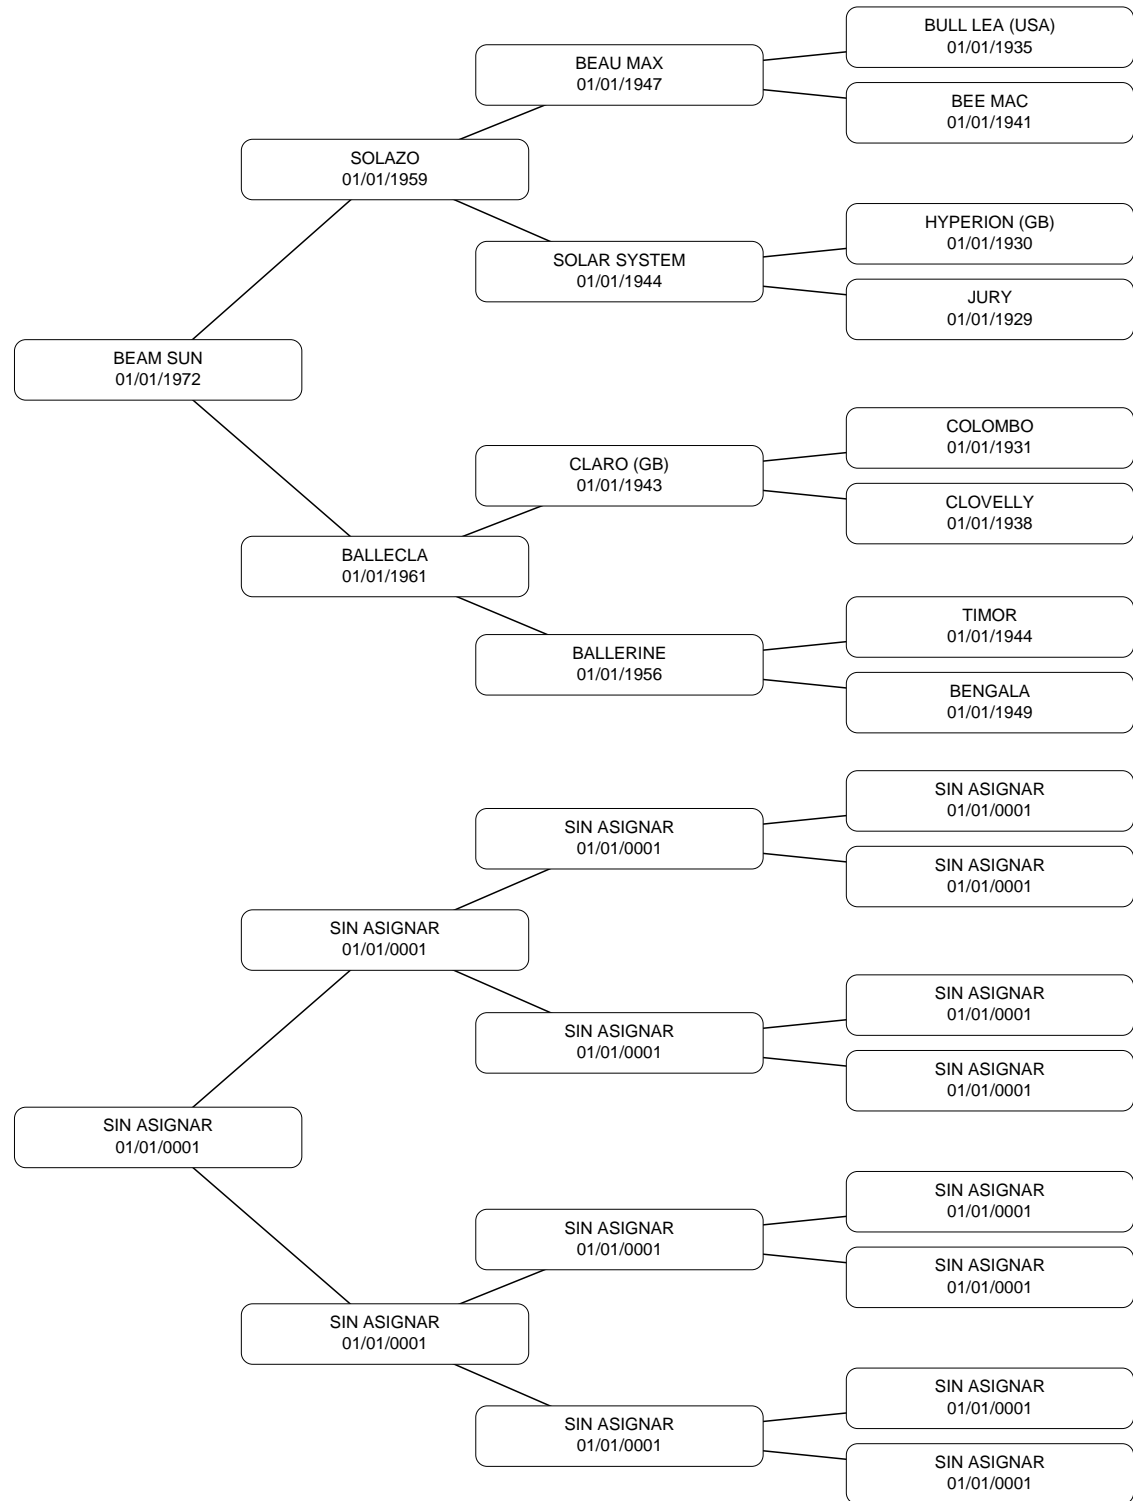 BULL LEA (USA)
01/01/1935
BEAU MAX
01/01/1947
BEE MAC
01/01/1941
SOLAZO
01/01/1959
HYPERION (GB)
01/01/1930
SOLAR SYSTEM
01/01/1944
JURY
01/01/1929
BEAM SUN
01/01/1972
COLOMBO
01/01/1931
CLARO (GB)
01/01/1943
CLOVELLY
01/01/1938
BALLECLA
01/01/1961
TIMOR
01/01/1944
BALLERINE
01/01/1956
BENGALA
01/01/1949
SIN ASIGNAR
01/01/0001
SIN ASIGNAR
01/01/0001
SIN ASIGNAR
01/01/0001
SIN ASIGNAR
01/01/0001
SIN ASIGNAR
01/01/0001
SIN ASIGNAR
01/01/0001
SIN ASIGNAR
01/01/0001
SIN ASIGNAR
01/01/0001
SIN ASIGNAR
01/01/0001
SIN ASIGNAR
01/01/0001
SIN ASIGNAR
01/01/0001
SIN ASIGNAR
01/01/0001
SIN ASIGNAR
01/01/0001
SIN ASIGNAR
01/01/0001
SIN ASIGNAR
01/01/0001